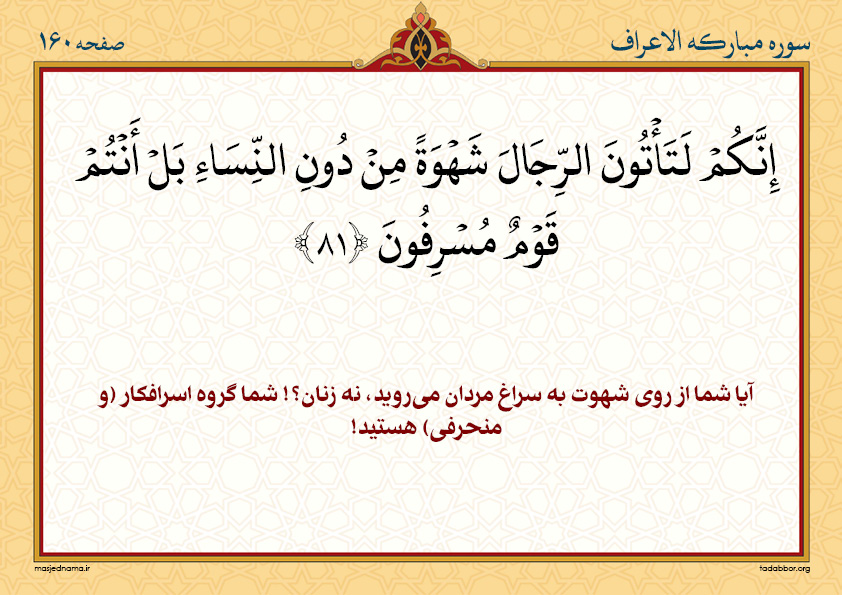 سوره مبارکه الاعراف
صفحه ۱۶۰
إِنَّكُمْ لَتَأْتُونَ الرِّجَالَ شَهْوَةً مِنْ دُونِ النِّسَاءِ بَلْ أَنْتُمْ
قَوْمٌ مُسْرِفُونَ ﴿۸۱﴾
آیا شما از روی شهوت به سراغ مردان می‌روید، نه زنان؟! شما گروه اسرافکار (و
منحرفی) هستید!
masjednama.ir
tadabbor.org